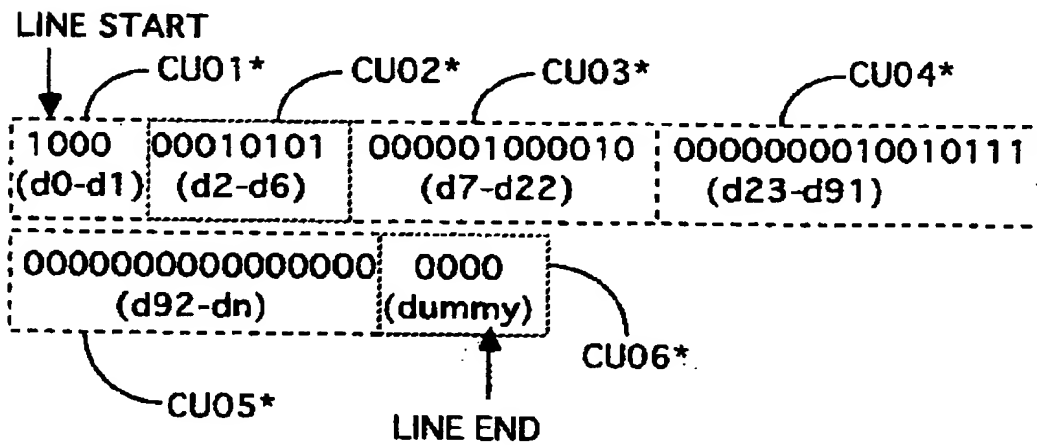 LINE START
CU01* CU02* CU03* CU04*
1000 00010101 000001000010 0000000010010111
(d0-d1) (d2-d6) (d7-d22) (d23-d91)
0000000000000000 0000
(d92-dn) (dummy)
CU06*
CU05*
LINE END